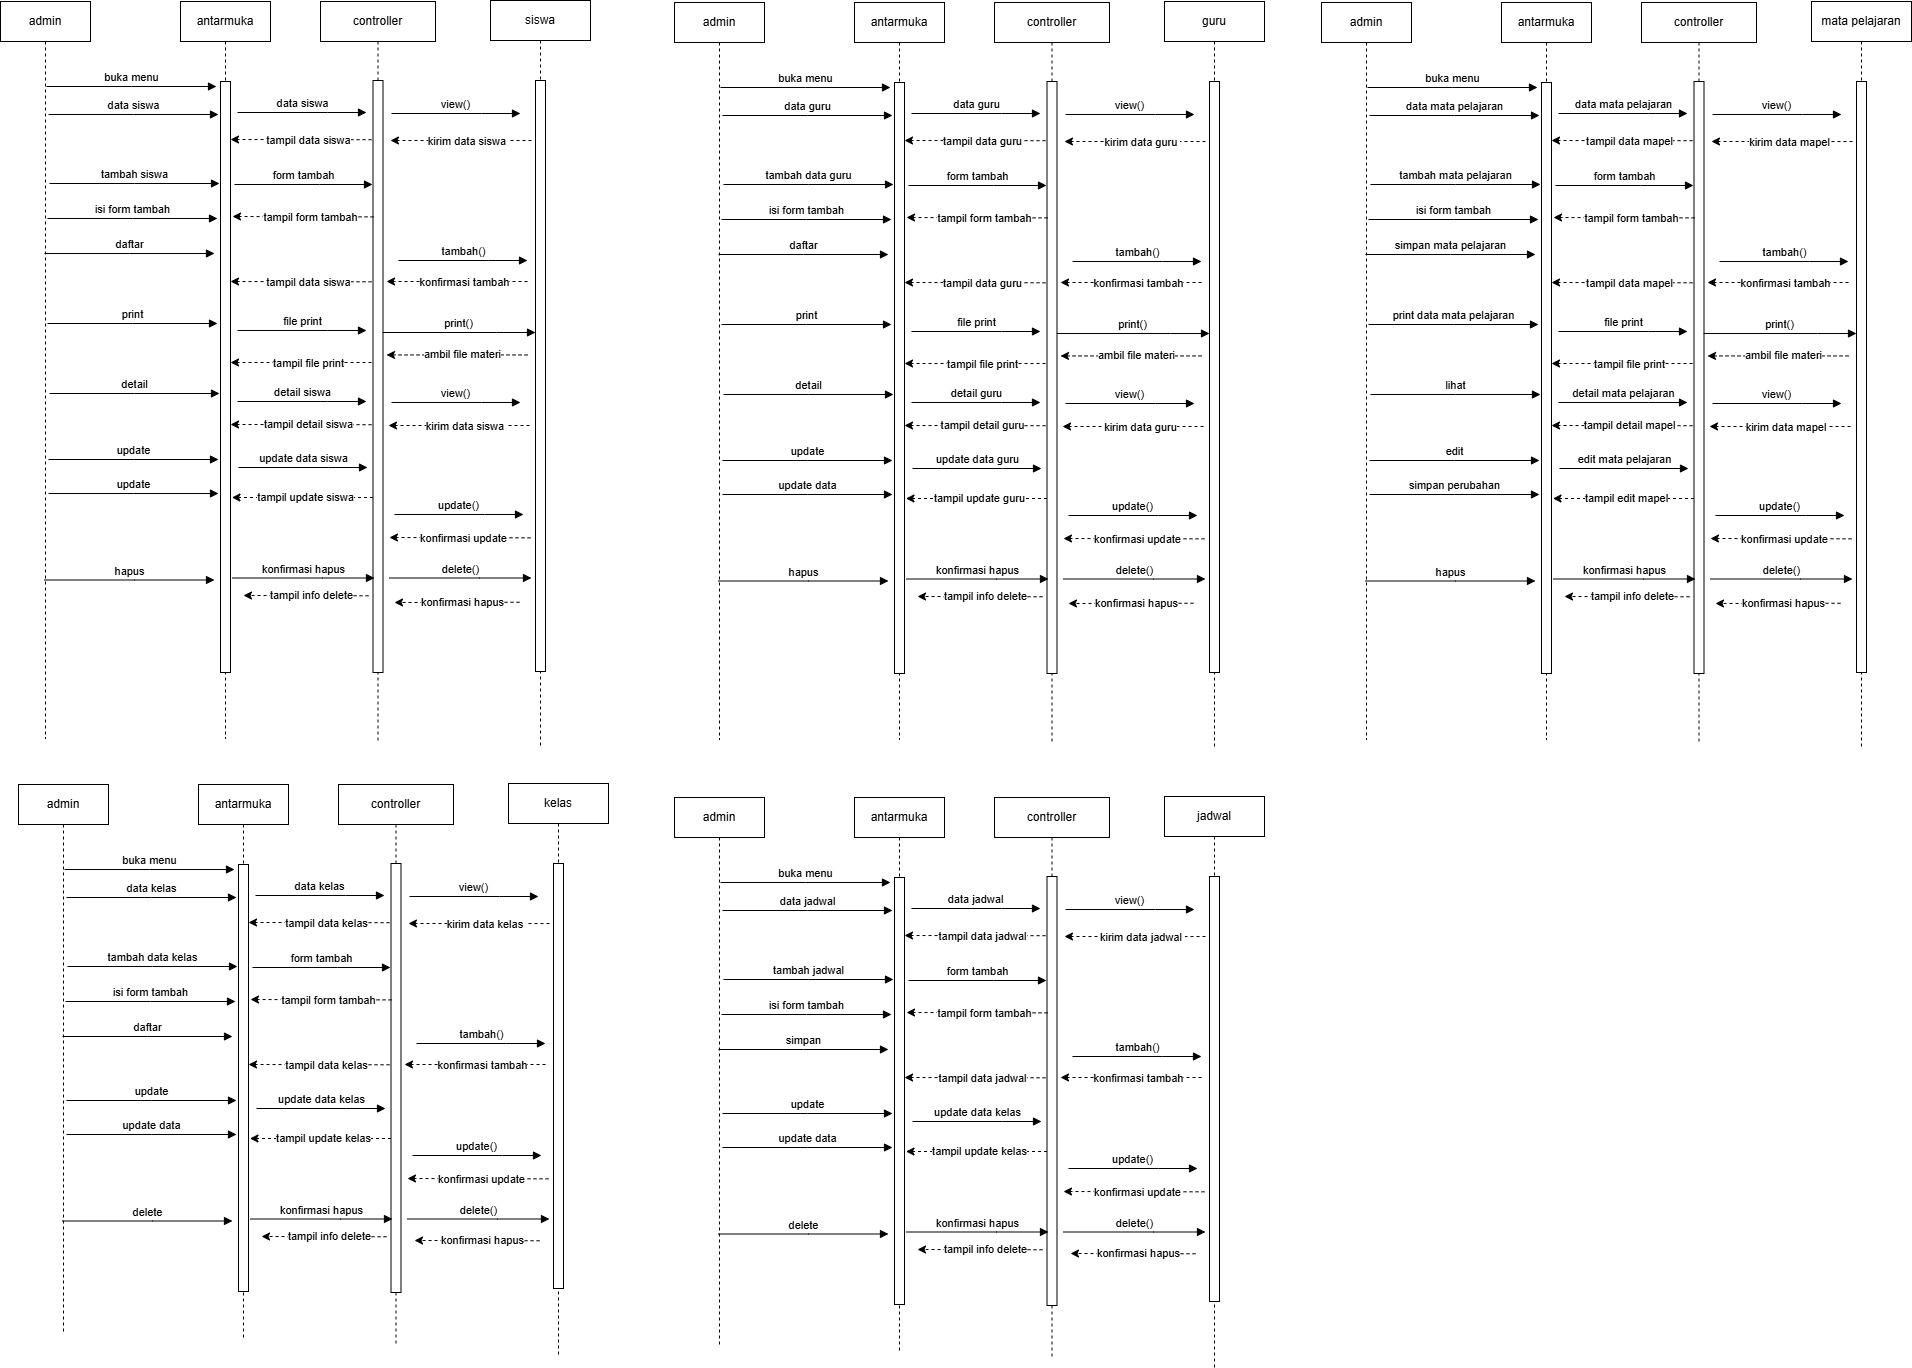 admin
antarmuka
controller
siswa
buka menu
data siswa
data siswa
view()
tampil data siswa
kirim data siswa
tambah siswa
form tambah
isi form tambah
tampil form tambah
daftar
tambah()
tampil data siswa
konfirmasi tambah
print
file print
print()
tampil file print
ambil file materi
detail
detail siswa
view()
tampil detail siswa
kirim data siswa
update
update data siswa
update
tampil update siswa
update()
konfirmasi update
hapus
konfirmasi hapus
delete()
tampil info delete
konfirmasi hapus
admin
antarmuka
controller
guru
buka menu
data guru
data guru
view()
tampil data guru
kirim data guru
tambah data guru
form tambah
isi form tambah
tampil form tambah
daftar
tambah()
tampil data guru
konfirmasi tambah
print
file print
print()
tampil file print
ambil file materi
detail
detail guru
view()
tampil detail guru
kirim data guru
update
update data guru
update data
tampil update guru
update()
konfirmasi update
hapus
konfirmasi hapus
delete()
tampil info delete
konfirmasi hapus
admin
antarmuka
controller
mata pelajaran
buka menu
data mata pelajaran
data mata pelajaran
view()
tampil data mapel
kirim data mapel
tambah mata pelajaran
form tambah
isi form tambah
tampil form tambah
simpan mata pelajaran
tambah()
tampil data mapel
konfirmasi tambah
print data mata pelajaran
file print
print()
tampil file print
ambil file materi
lihat
detail mata pelajaran
view()
tampil detail mapel
kirim data mapel
edit
edit mata pelajaran
simpan perubahan
tampil edit mapel
update()
konfirmasi update
hapus
konfirmasi hapus
delete()
tampil info delete
konfirmasi hapus
admin
antarmuka
controller
kelas
buka menu
data kelas
data kelas
view()
tampil data kelas
kirim data kelas
tambah data kelas
form tambah
isi form tambah
tampil form tambah
daftar
tambah()
tampil data kelas
konfirmasi tambah
update
update data kelas
update data
tampil update kelas
update()
konfirmasi update
delete
konfirmasi hapus
delete()
tampil info delete
konfirmasi hapus
admin
antarmuka
controller
jadwal
buka menu
data jadwal
data jadwal
view()
tampil data jadwal
kirim data jadwal
tambah jadwal
form tambah
isi form tambah
tampil form tambah
simpan
tambah()
tampil data jadwal
konfirmasi tambah
update
update data kelas
update data
tampil update kelas
update()
konfirmasi update
delete
konfirmasi hapus
delete()
tampil info delete
konfirmasi hapus